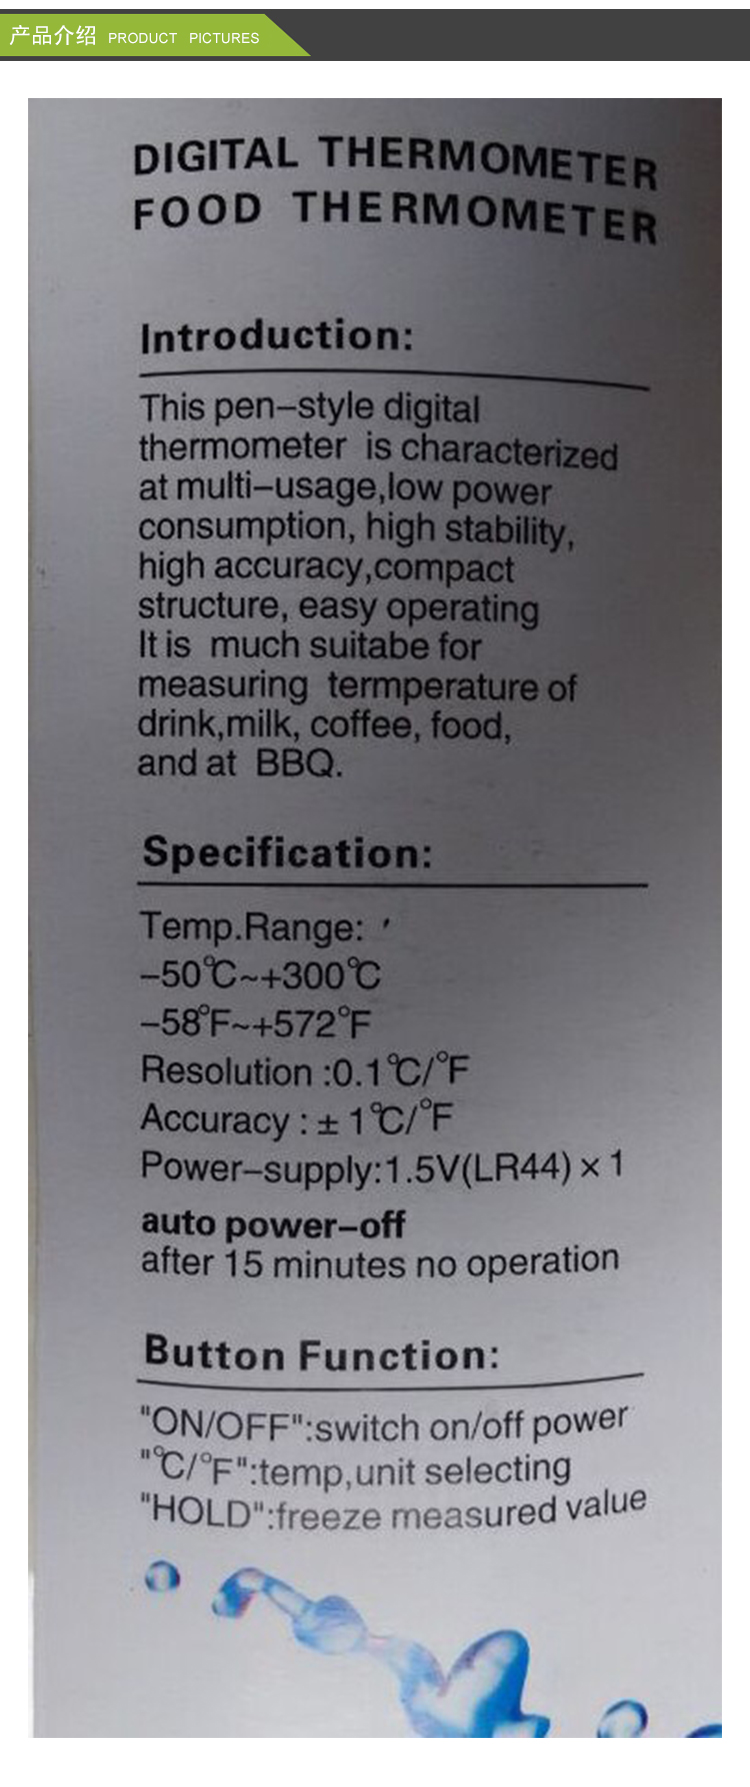 产品介绍 PRODUCT PICTURES
DIGITAL THERMOMETER
FOOD THERMOMETER
Introduction:
This pen-style digital
thermometer is characterized
at multi-usage,low power
consumption, high stability,
high accuracy,compact
structure, easy operating
It is much suitabe for
measuring termperature of
drink,milk, coffee, food,
and at BBQ.
Specification:
Temp.Range:
-50℃~+300℃
-58℉~+572℉
Resolution :0.1℃/℉
Accuracy : ± 1℃/℉
Power-supply:1.5V(LR44) × 1
auto power-off
after 15 minutes no operation
Button Function:
"ON/OFF":switch on/off power
"℃/℉":temp,unit selecting
"HOLD":freeze measured value